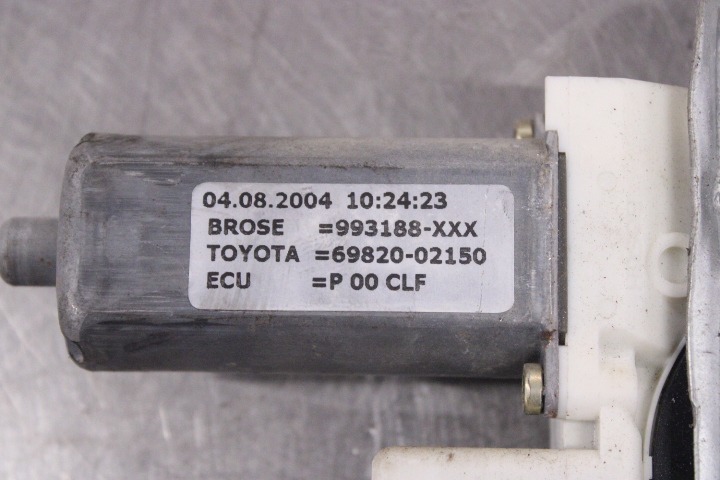 04.08.2004 10:24:23
BROSE =993188-XXX
TOYOTA =69820-02150
ECU =P 00 CLF